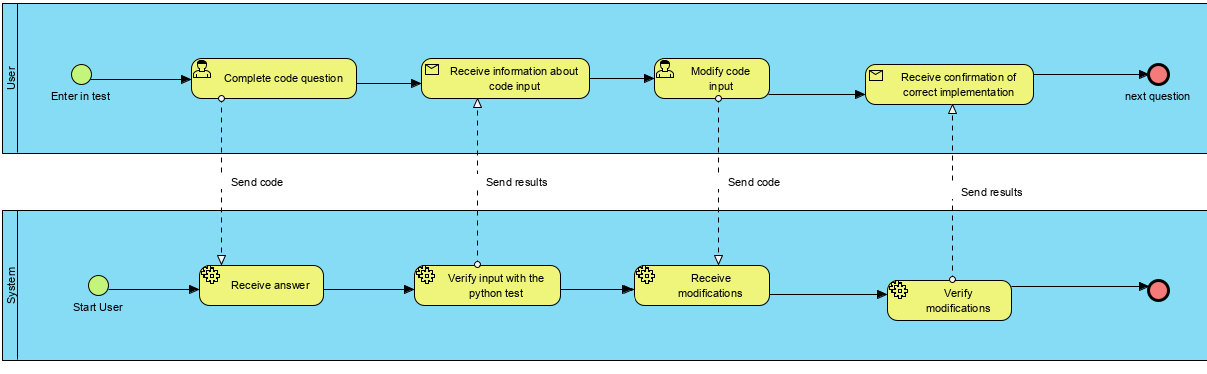 User
Enter in test
Complete code question
Receive information about
code input
Modify code
input
Receive confirmation of
correct implementation
next question
Send code
Send results
Send code
Send results
System
Start User
Receive answer
Verify input with the
python test
Receive
modifications
Verify
modifications